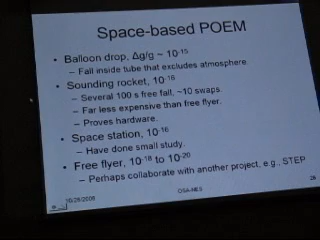 Space-based POEM
• Balloon drop, Δg/g ~ 10⁻¹⁵
– Fall inside tube that excludes atmosphere.
• Sounding rocket, 10⁻¹⁶
– Several 100 s free fall, ~10 swaps.
– Far less expensive than free flyer.
– Proves hardware.
• Space station, 10⁻¹⁶
– Have done small study.
• Free flyer, 10⁻¹⁸ to 10⁻²⁰
– Perhaps collaborate with another project, e.g., STEP
10/28/2008